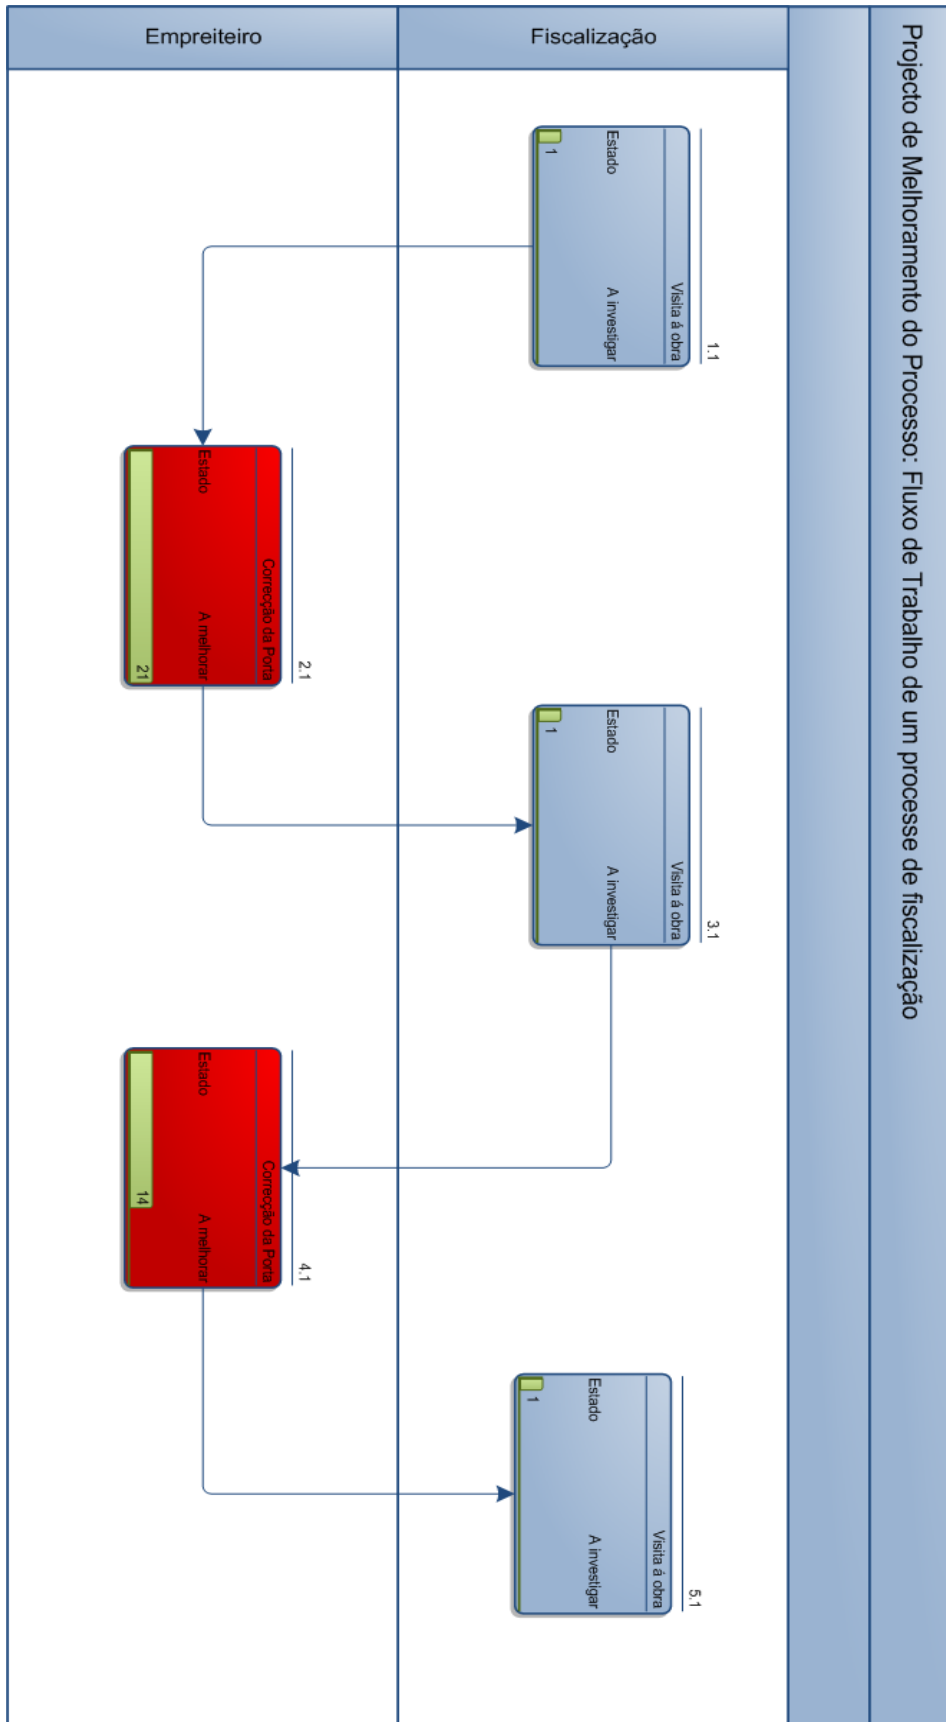 Projecto de Melhoramento do Processo: Fluxo de Trabalho de um processe de fiscalização
Fiscalização
1.1
Visita á obra
Estado A investigar
1
3.1
Visita á obra
Estado A investigar
1
5.1
Visita á obra
Estado A investigar
1
Empreiteiro
2.1
Correcção da Porta
Estado A melhorar
21
4.1
Correcção da Porta
Estado A melhorar
14